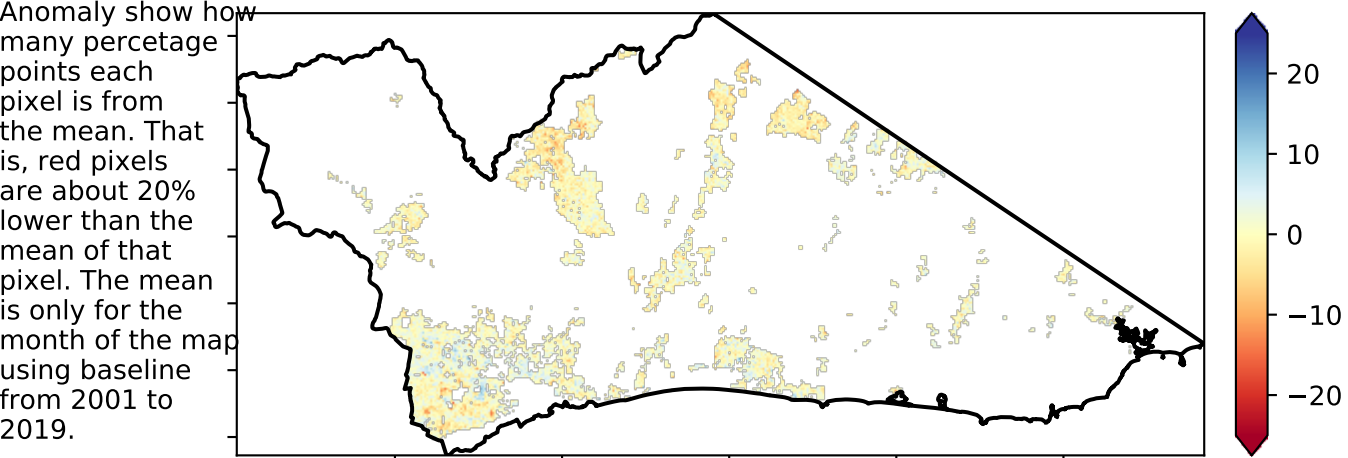 Anomaly show how
many percetage
points each
pixel is from
the mean. That
is, red pixels
are about 20%
lower than the
mean of that
pixel. The mean
is only for the
month of the map
using baseline
from 2001 to
2019.
20
10
0
−10
−20